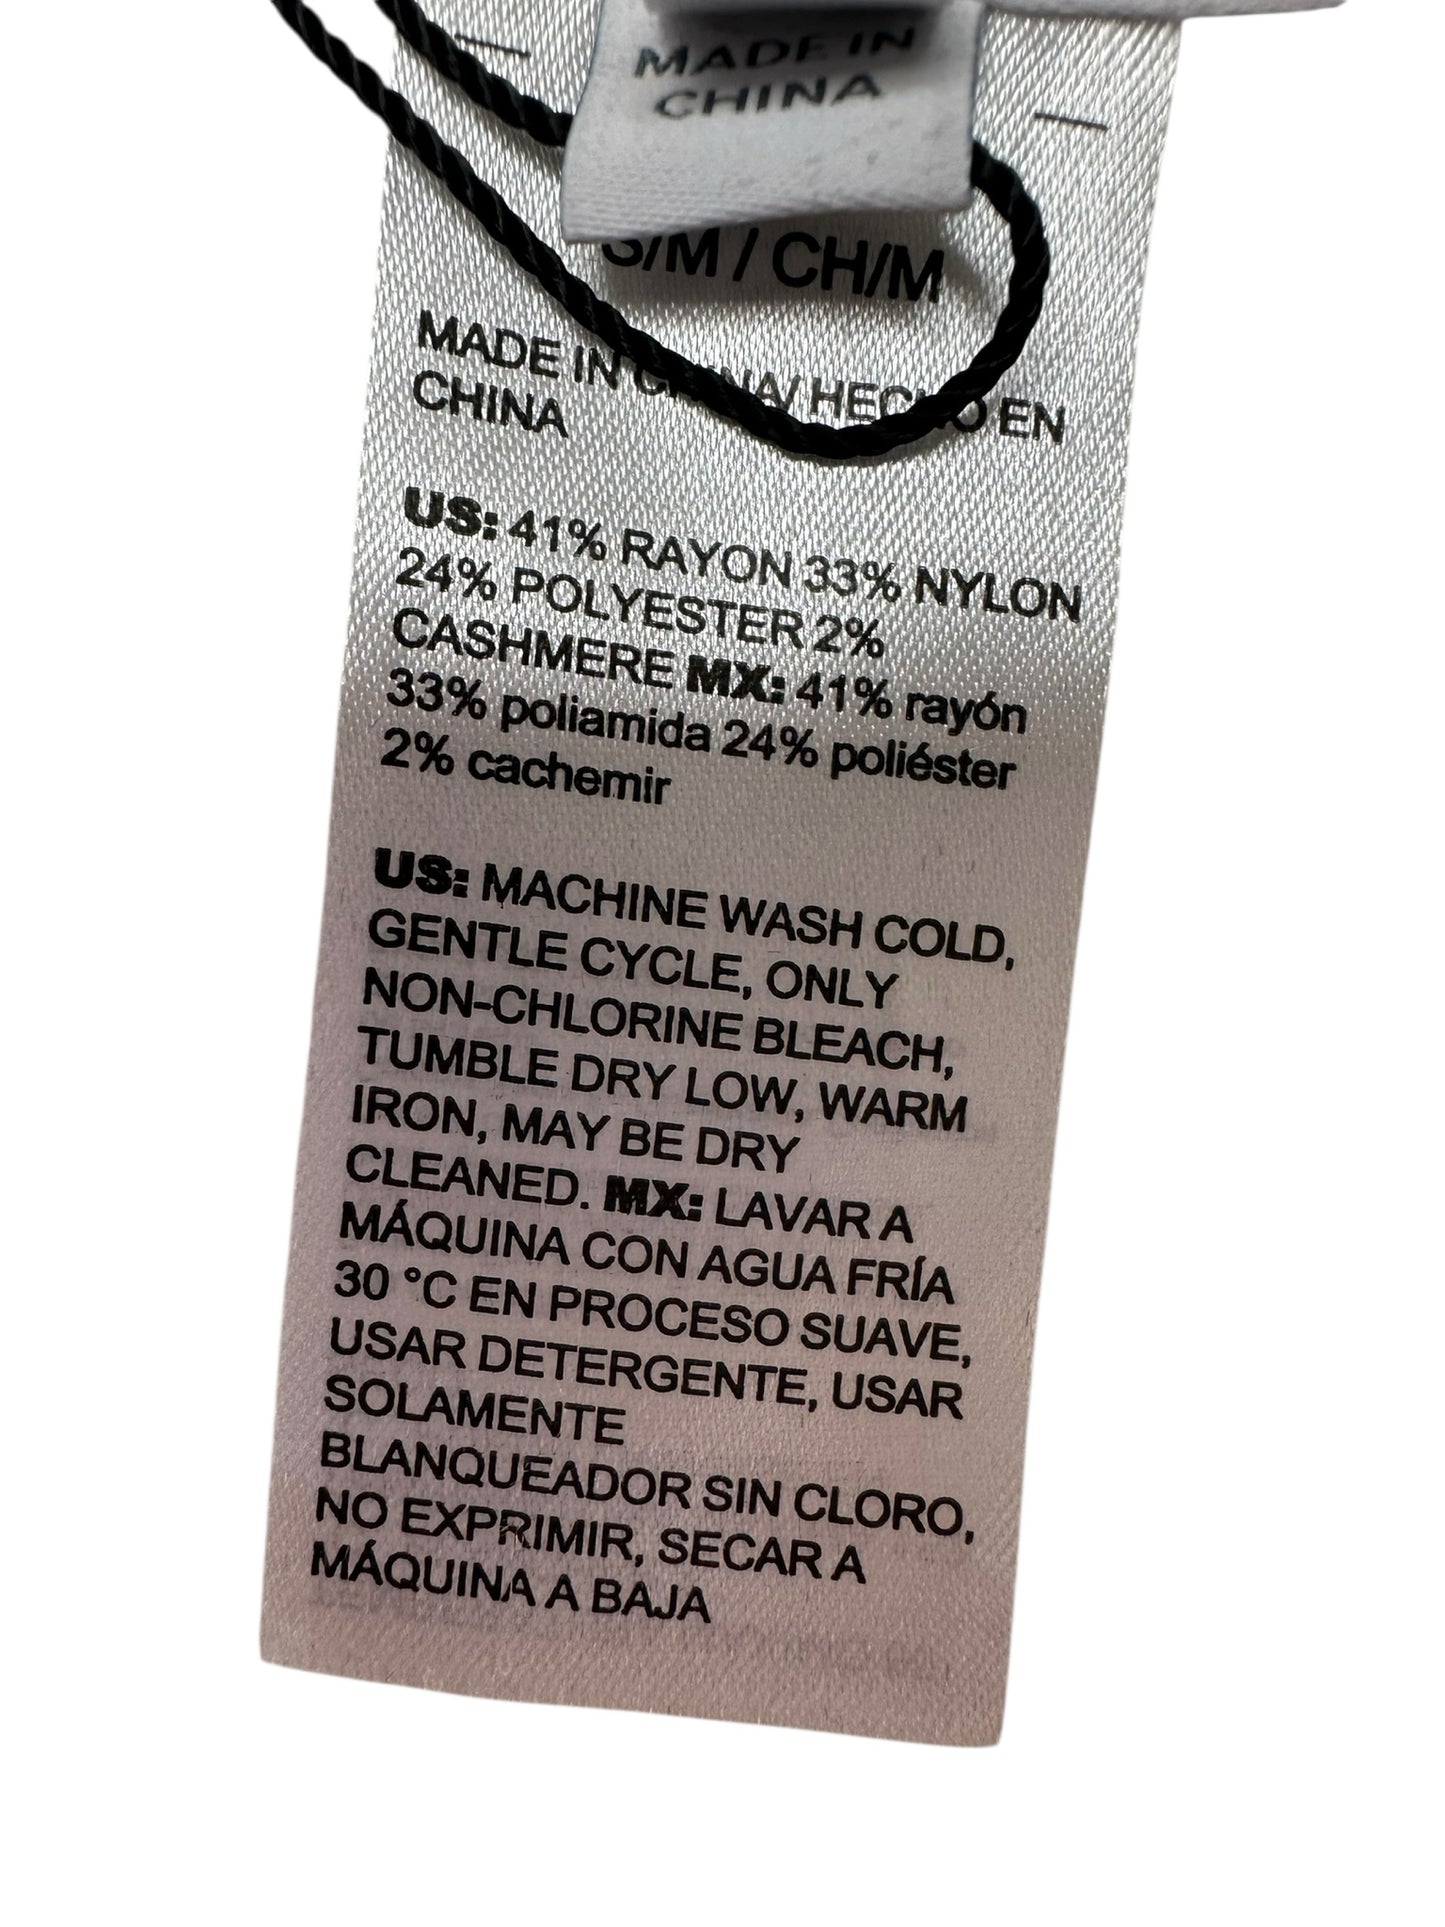 MADE IN
CHINA
S/M / CH/M
MADE IN CHINA/ HECHO EN
CHINA
US: 41% RAYON 33% NYLON
24% POLYESTER 2%
CASHMERE MX: 41% rayón
33% poliamida 24% poliéster
2% cachemir
US: MACHINE WASH COLD,
GENTLE CYCLE, ONLY
NON-CHLORINE BLEACH,
TUMBLE DRY LOW, WARM
IRON, MAY BE DRY
CLEANED. MX: LAVAR A
MÁQUINA CON AGUA FRÍA
30 °C EN PROCESO SUAVE,
USAR DETERGENTE, USAR
SOLAMENTE
BLANQUEADOR SIN CLORO,
NO EXPRIMIR, SECAR A
MÁQUINA A BAJA